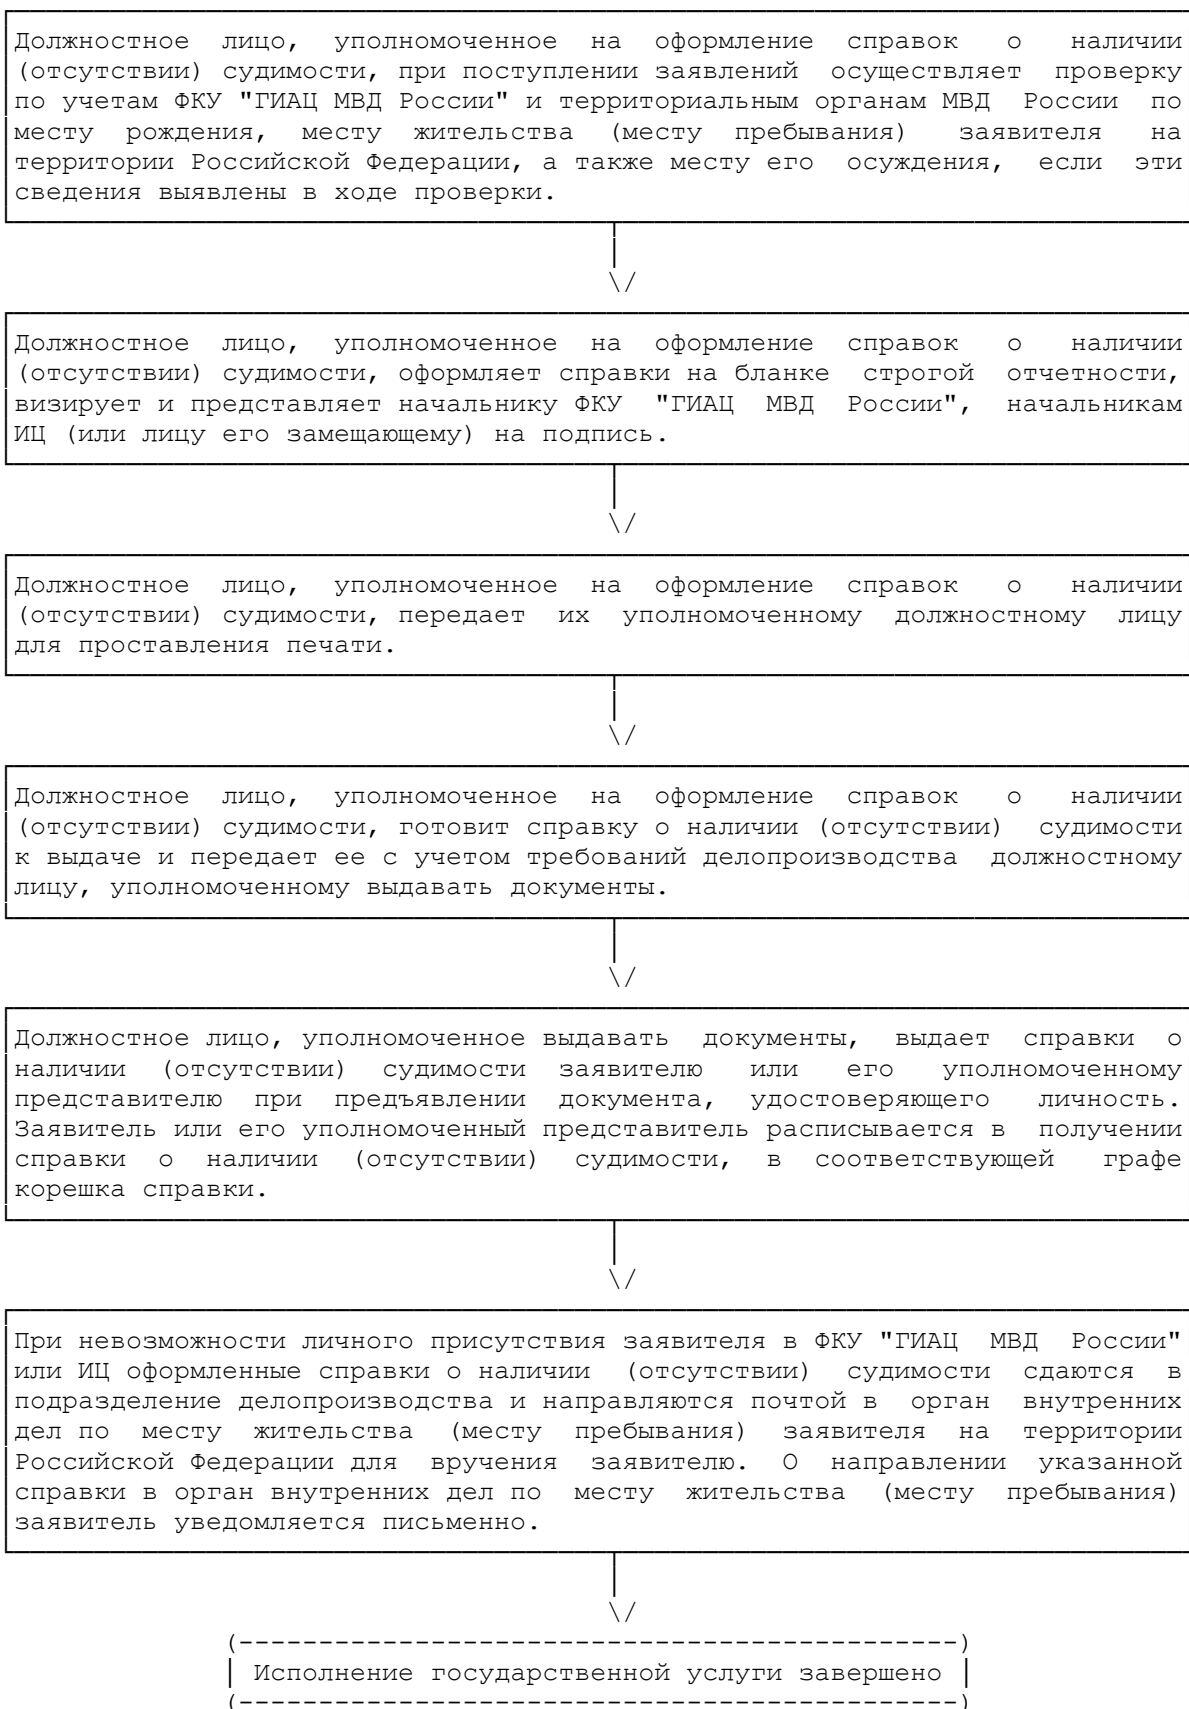 Должностное лицо, уполномоченное на оформление справок о наличии
(отсутствии) судимости, при поступлении заявлений осуществляет проверку
по учетам ФКУ "ГИАЦ МВД России" и территориальным органам МВД России по
месту рождения, месту жительства (месту пребывания) заявителя на
территории Российской Федерации, а также месту его осуждения, если эти
сведения выявлены в ходе проверки.
Должностное лицо, уполномоченное на оформление справок о наличии
(отсутствии) судимости, оформляет справки на бланке строгой отчетности,
визирует и представляет начальнику ФКУ "ГИАЦ МВД России", начальникам
ИЦ (или лицу его замещающему) на подпись.
Должностное лицо, уполномоченное на оформление справок о наличии
(отсутствии) судимости, передает их уполномоченному должностному лицу
для проставления печати.
Должностное лицо, уполномоченное на оформление справок о наличии
(отсутствии) судимости, готовит справку о наличии (отсутствии) судимости
к выдаче и передает ее с учетом требований делопроизводства должностному
лицу, уполномоченному выдавать документы.
Должностное лицо, уполномоченное выдавать документы, выдает справки о
наличии (отсутствии) судимости заявителю или его уполномоченному
представителю при предъявлении документа, удостоверяющего личность.
Заявитель или его уполномоченный представитель расписывается в получении
справки о наличии (отсутствии) судимости, в соответствующей графе
корешка справки.
При невозможности личного присутствия заявителя в ФКУ "ГИАЦ МВД России"
или ИЦ оформленные справки о наличии (отсутствии) судимости сдаются в
подразделение делопроизводства и направляются почтой в орган внутренних
дел по месту жительства (месту пребывания) заявителя на территории
Российской Федерации для вручения заявителю. О направлении указанной
справки в орган внутренних дел по месту жительства (месту пребывания)
заявитель уведомляется письменно.
Исполнение государственной услуги завершено